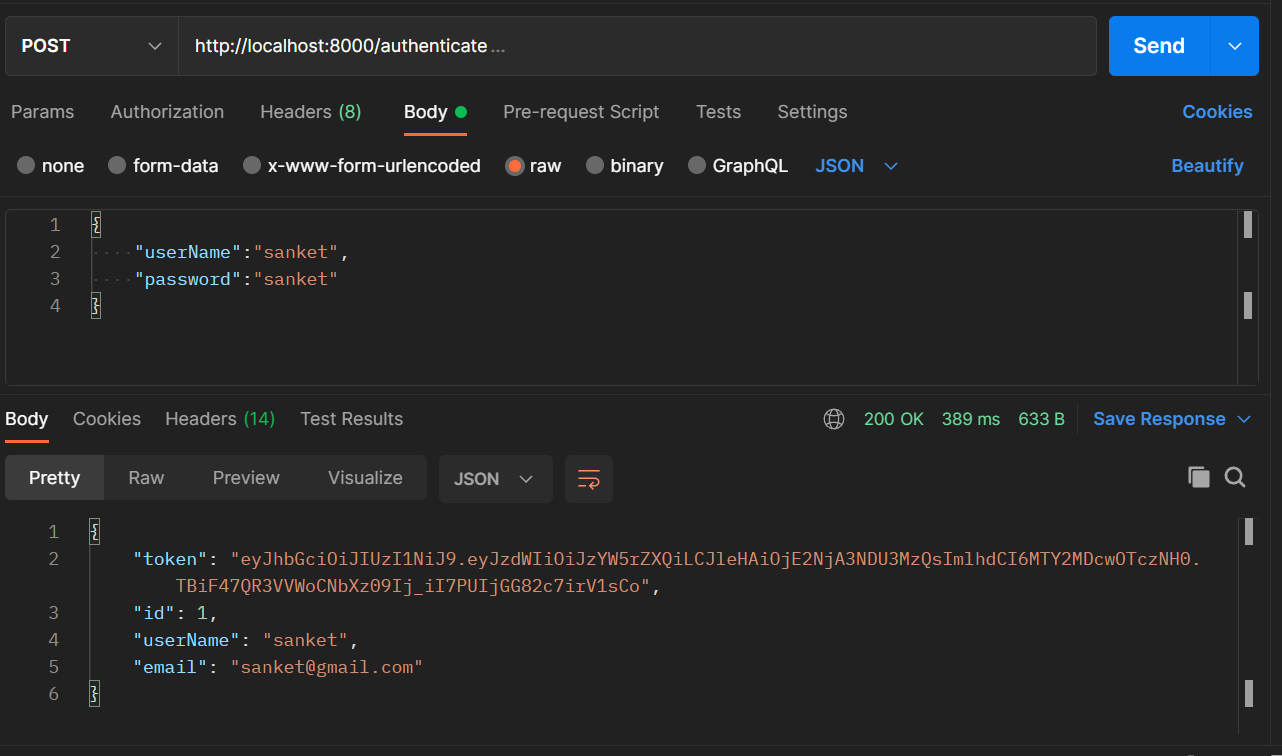 POST http://localhost:8000/authenticate ... Send
Params Authorization Headers (8) Body Pre-request Script Tests Settings Cookies
none form-data x-www-form-urlencoded raw binary GraphQL JSON Beautify
1 {
2 "userName":"sanket",
3 "password":"sanket"
4 }
Body Cookies Headers (14) Test Results 200 OK 389 ms 633 B Save Response
Pretty Raw Preview Visualize JSON
1 {
2 "token": "eyJhbGciOiJIUzI1NiJ9.eyJzdWIiOiJzYW5rZXQiLCJleHAiOjE2NjA3NDU3MzQsImlhdCI6MTY2MDcwOTczNH0.
TBiF47QR3VVWoCNbXz09Ij_iI7PUIjGG82c7irV1sCo",
3 "id": 1,
4 "userName": "sanket",
5 "email": "sanket@gmail.com"
6 }